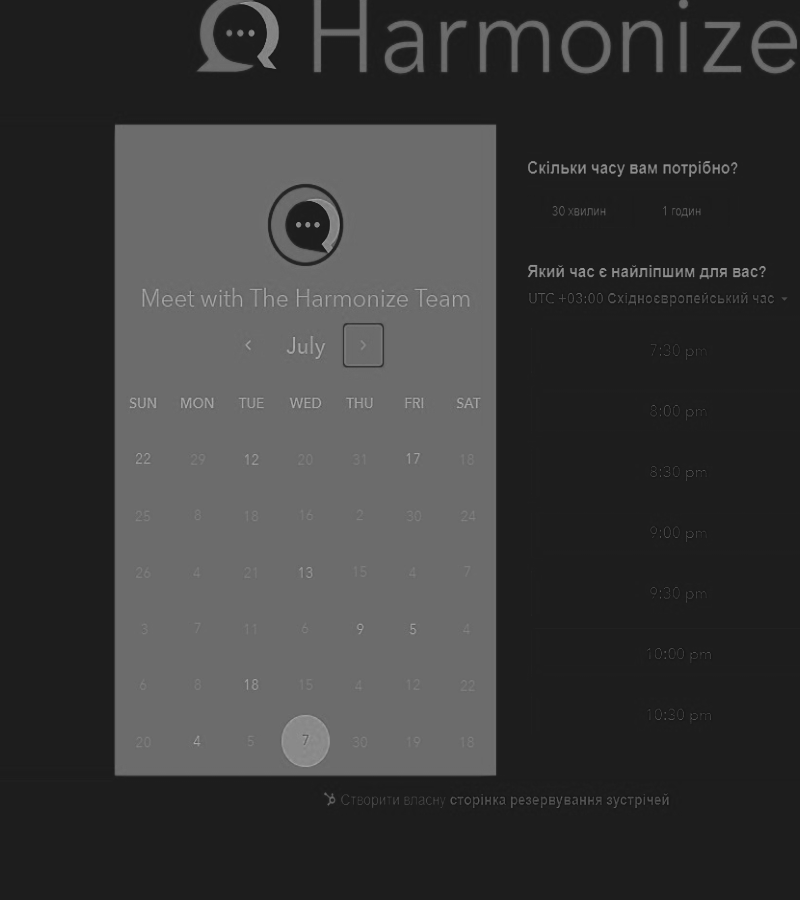 Harmonize
Meet with The Harmonize Team
July
SUN MON TUE WED THU FRI SAT
22 29 12 20 31 17 18
25 8 18 16 2 30 24
26 4 21 13 15 4 7
3 7 11 6 9 5 4
6 8 18 15 4 12 22
20 4 5 7 30 19 18
Скільки часу вам потрібно?
30 хвилин 1 годин
Який час є найліпшим для вас?
UTC +03:00 Східноєвропейський час
7:30 pm
8:00 pm
8:30 pm
9:00 pm
9:30 pm
10:00 pm
10:30 pm
Створити власну сторінка резервування зустрічей